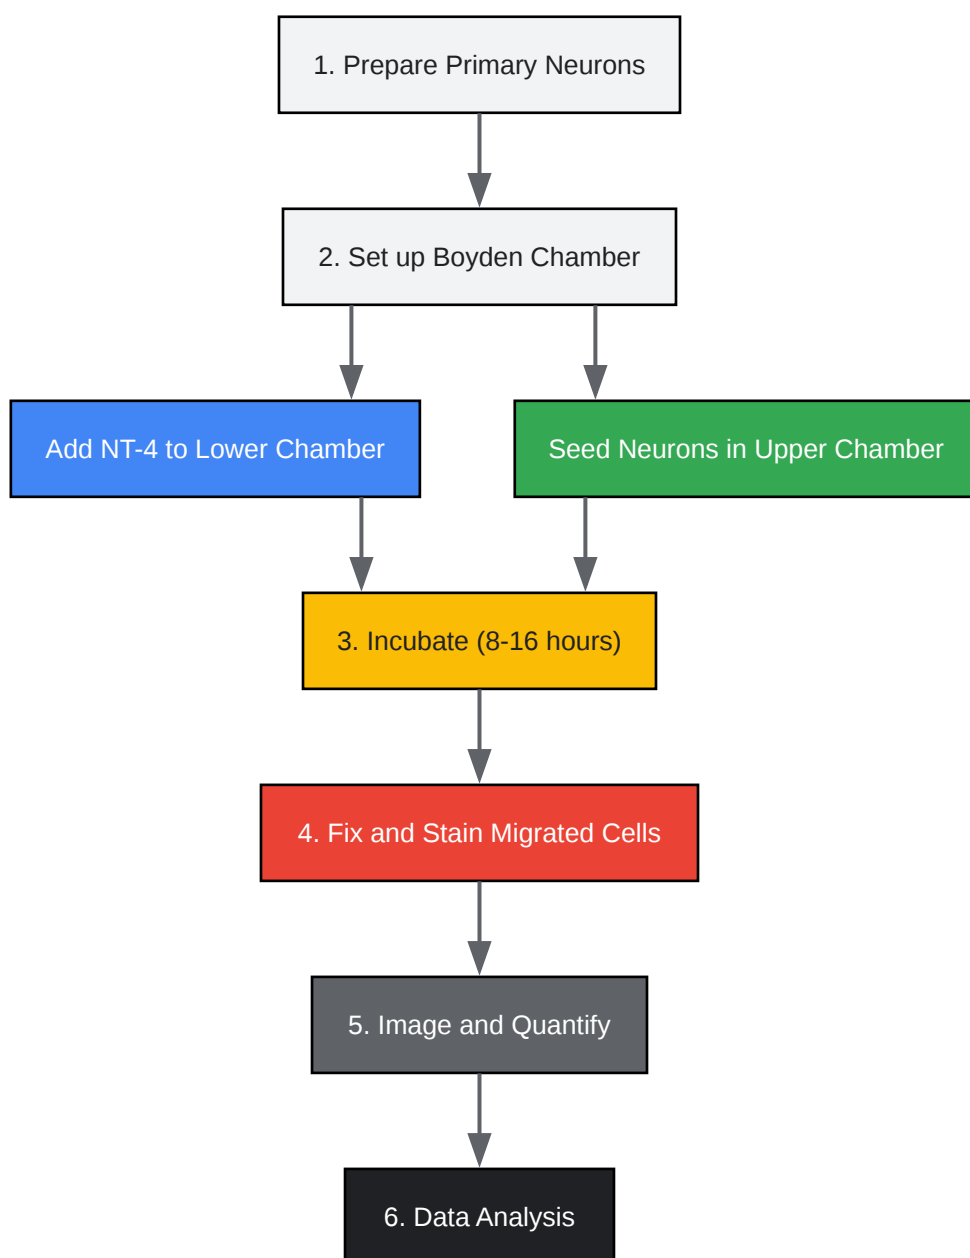 1. Prepare Primary Neurons
2. Set up Boyden Chamber
Add NT-4 to Lower Chamber
Seed Neurons in Upper Chamber
3. Incubate (8-16 hours)
4. Fix and Stain Migrated Cells
5. Image and Quantify
6. Data Analysis